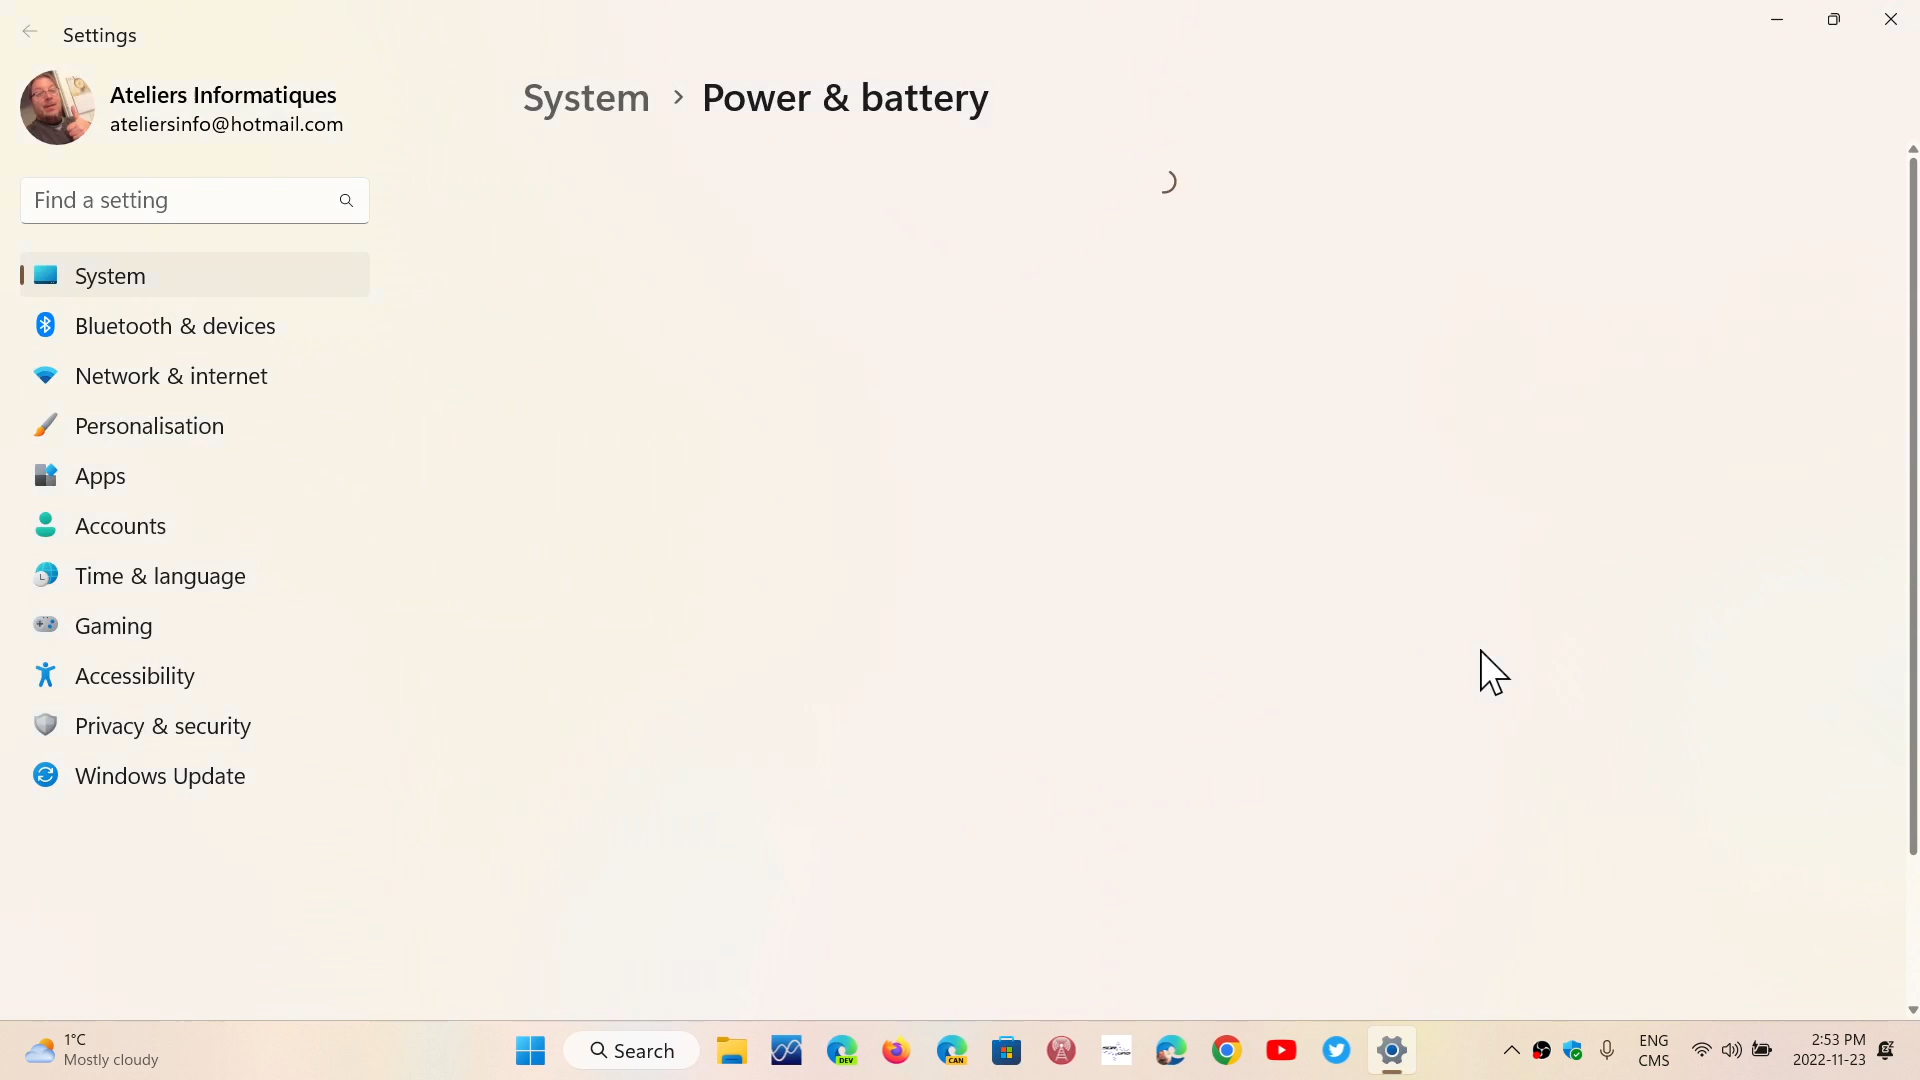 Settings
Ateliers Informatiques
ateliersinfo@hotmail.com
System > Power & battery
Find a setting
System
Bluetooth & devices
Network & internet
Personalisation
Apps
Accounts
Time & language
Gaming
Accessibility
Privacy & security
Windows Update
1°C
Mostly cloudy
Search
DEV
CAN
ENG
CMS
2:53 PM
2022-11-23